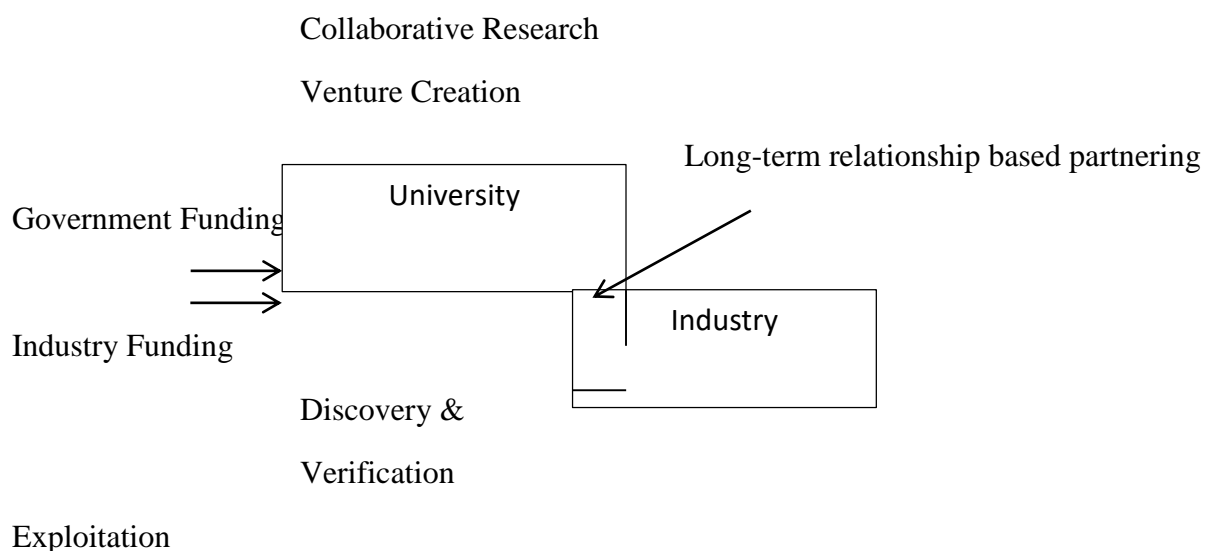 Collaborative Research
Venture Creation
Long-term relationship based partnering
University
Government Funding
Industry
Industry Funding
Discovery &
Verification
Exploitation